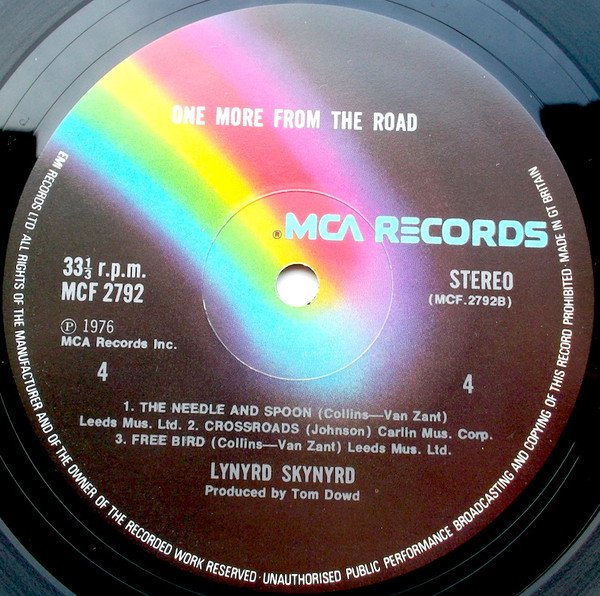 ONE MORE FROM THE ROAD
® MCA RECORDS
33⅓ r.p.m.
MCF 2792
STEREO
(MCF.2792B)
Ⓟ 1976
MCA Records Inc.
4
4
1. THE NEEDLE AND SPOON (Collins—Van Zant)
Leeds Mus. Ltd. 2. CROSSROADS (Johnson) Carlin Mus. Corp.
3. FREE BIRD (Collins—Van Zant) Leeds Mus. Ltd.
LYNYRD SKYNYRD
Produced by Tom Dowd
EMI RECORDS LTD ALL RIGHTS OF THE MANUFACTURER AND OF THE OWNER OF THE RECORDED WORK RESERVED · UNAUTHORISED PUBLIC PERFORMANCE BROADCASTING AND COPYING OF THIS RECORD PROHIBITED MADE IN GT BRITAIN